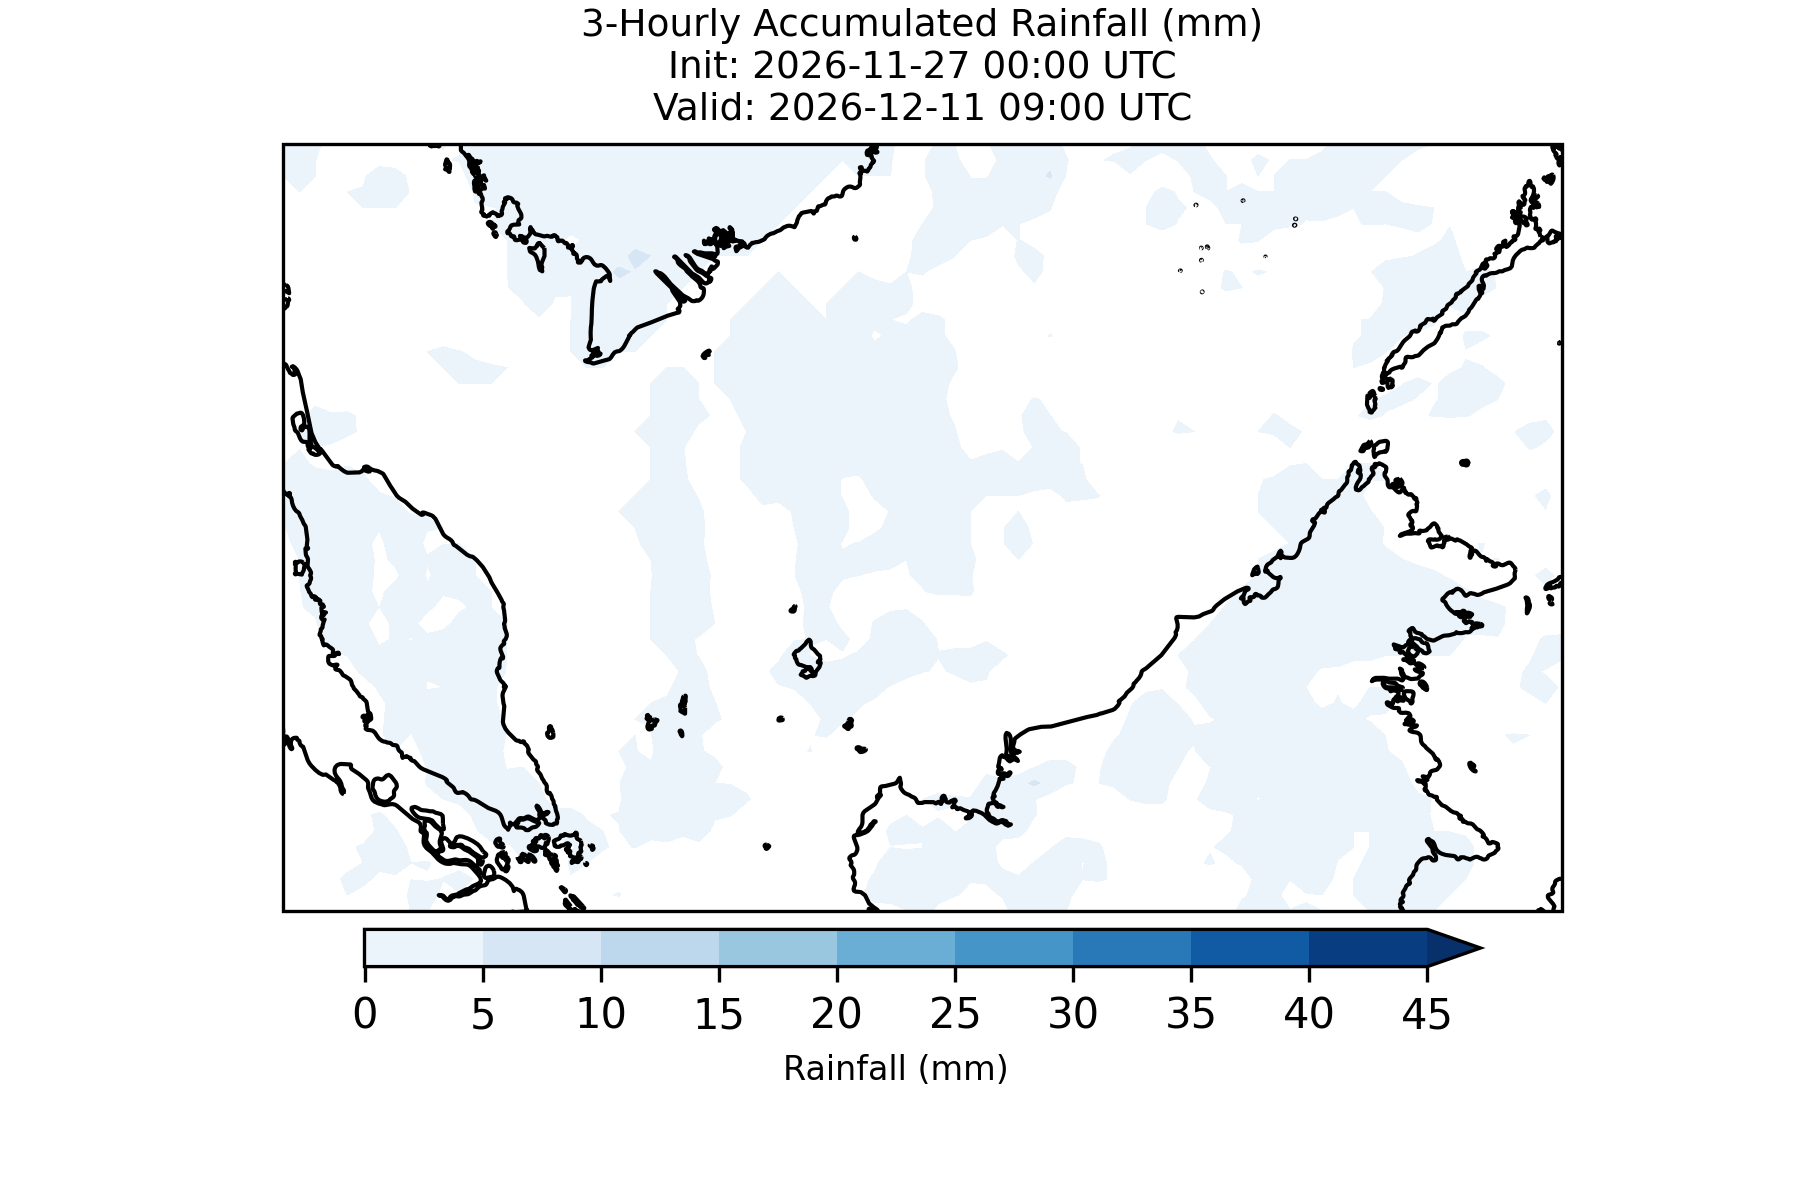 3-Hourly Accumulated Rainfall (mm)
Init: 2026-11-27 00:00 UTC
Valid: 2026-12-11 09:00 UTC
0 5 10 15 20 25 30 35 40 45
Rainfall (mm)